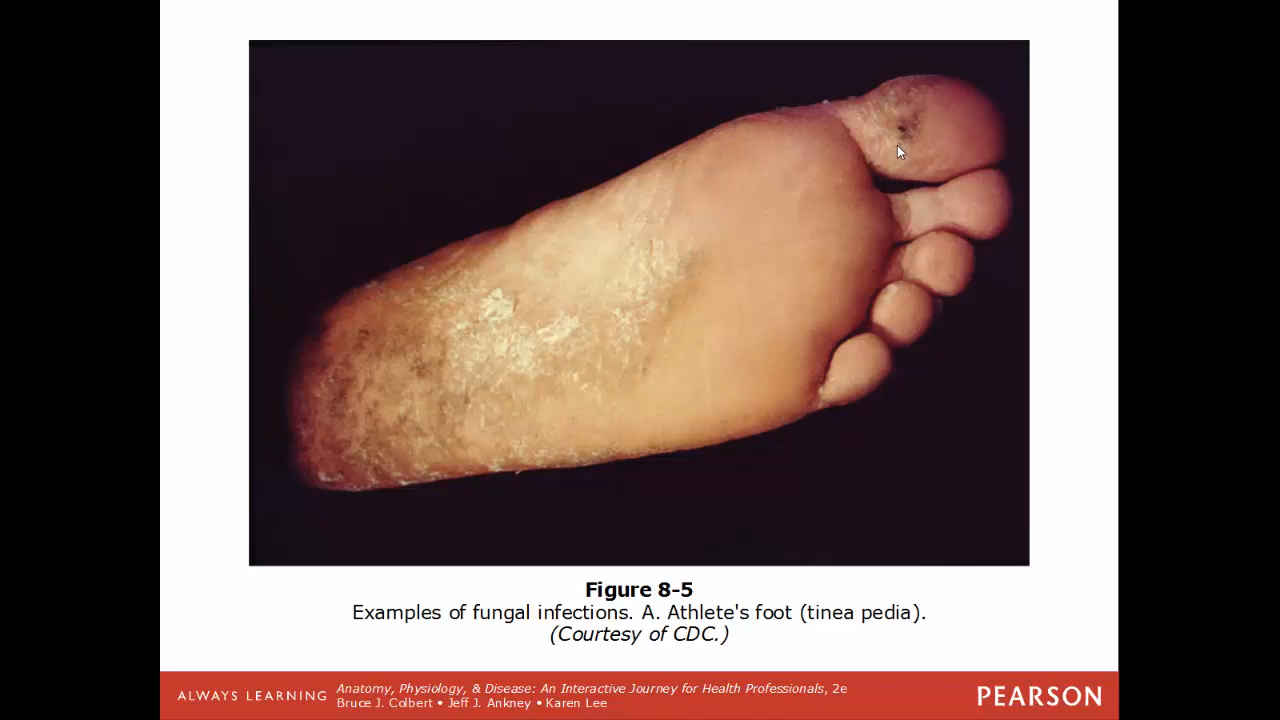 Figure 8-5
Examples of fungal infections. A. Athlete's foot (tinea pedia).
(Courtesy of CDC.)
ALWAYS LEARNING
Anatomy, Physiology, & Disease: An Interactive Journey for Health Professionals, 2e
Bruce J. Colbert • Jeff J. Ankney • Karen Lee
PEARSON